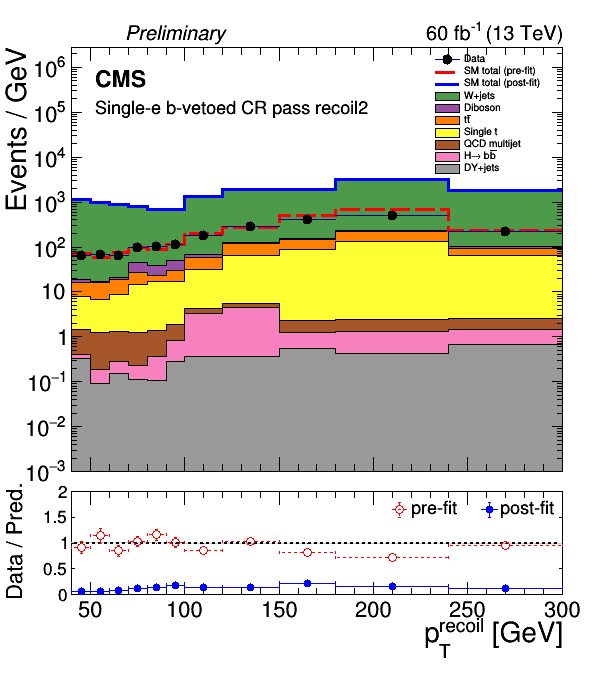 Preliminary
60 fb⁻¹ (13 TeV)
CMS
Single-e b-vetoed CR pass recoil2
Data
SM total (pre-fit)
SM total (post-fit)
W+jets
Diboson
tt̅
Single t
QCD multijet
H→ bb̅
DY+jets
Events / GeV
10⁶
10⁵
10⁴
10³
10²
10
1
10⁻¹
10⁻²
10⁻³
Data / Pred.
2
1.5
1
0.5
0
pre-fit
post-fit
50 100 150 200 250 300
p_T^recoil [GeV]